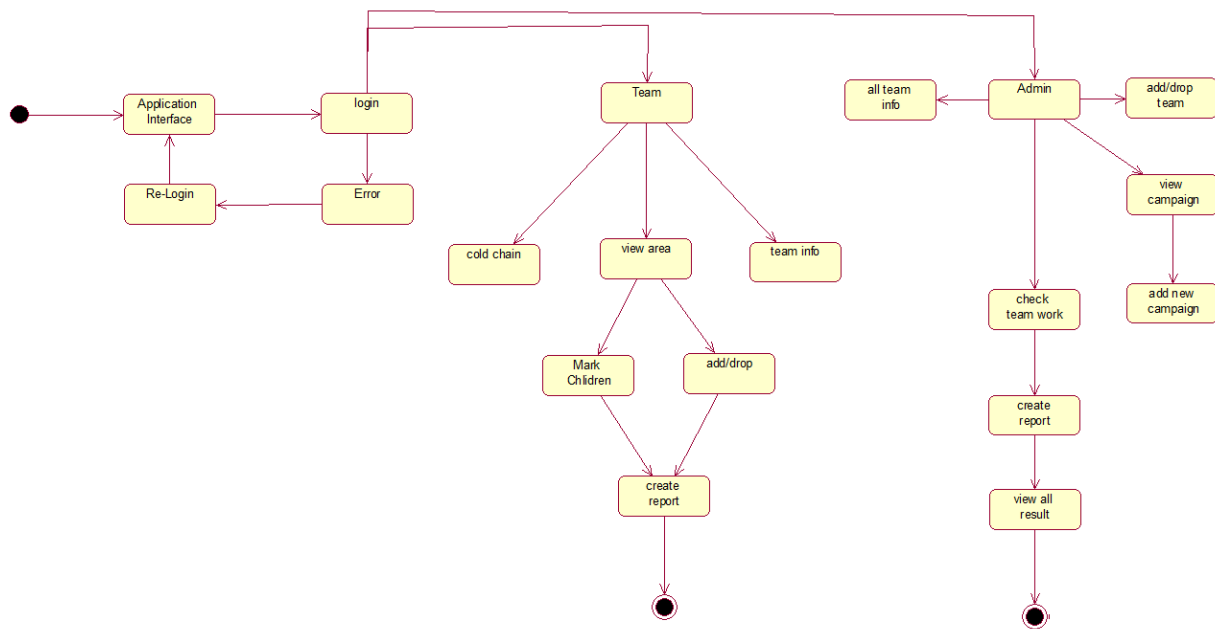 Application
Interface
login
Re-Login
Error
Team
cold chain
view area
team info
Mark
Chlidren
add/drop
create
report
all team
info
Admin
add/drop
team
view
campaign
add new
campaign
check
team work
create
report
view all
result